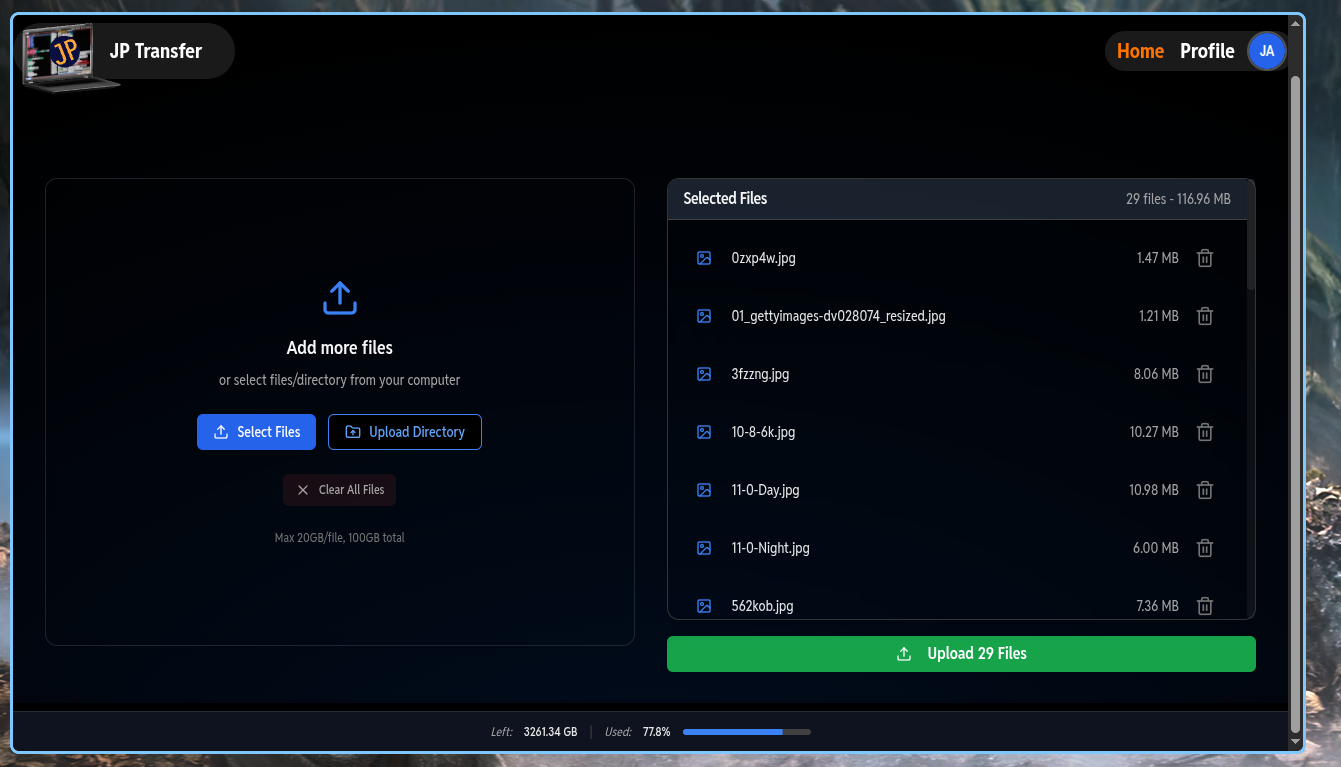 JP
JP Transfer
Home Profile JA
Add more files
or select files/directory from your computer
Select Files Upload Directory
Clear All Files
Max 20GB/file, 100GB total
Selected Files 29 files - 116.96 MB
0zxp4w.jpg 1.47 MB
01_gettyimages-dv028074_resized.jpg 1.21 MB
3fzzng.jpg 8.06 MB
10-8-6k.jpg 10.27 MB
11-0-Day.jpg 10.98 MB
11-0-Night.jpg 6.00 MB
562kob.jpg 7.36 MB
Upload 29 Files
Left: 3261.34 GB | Used: 77.8%